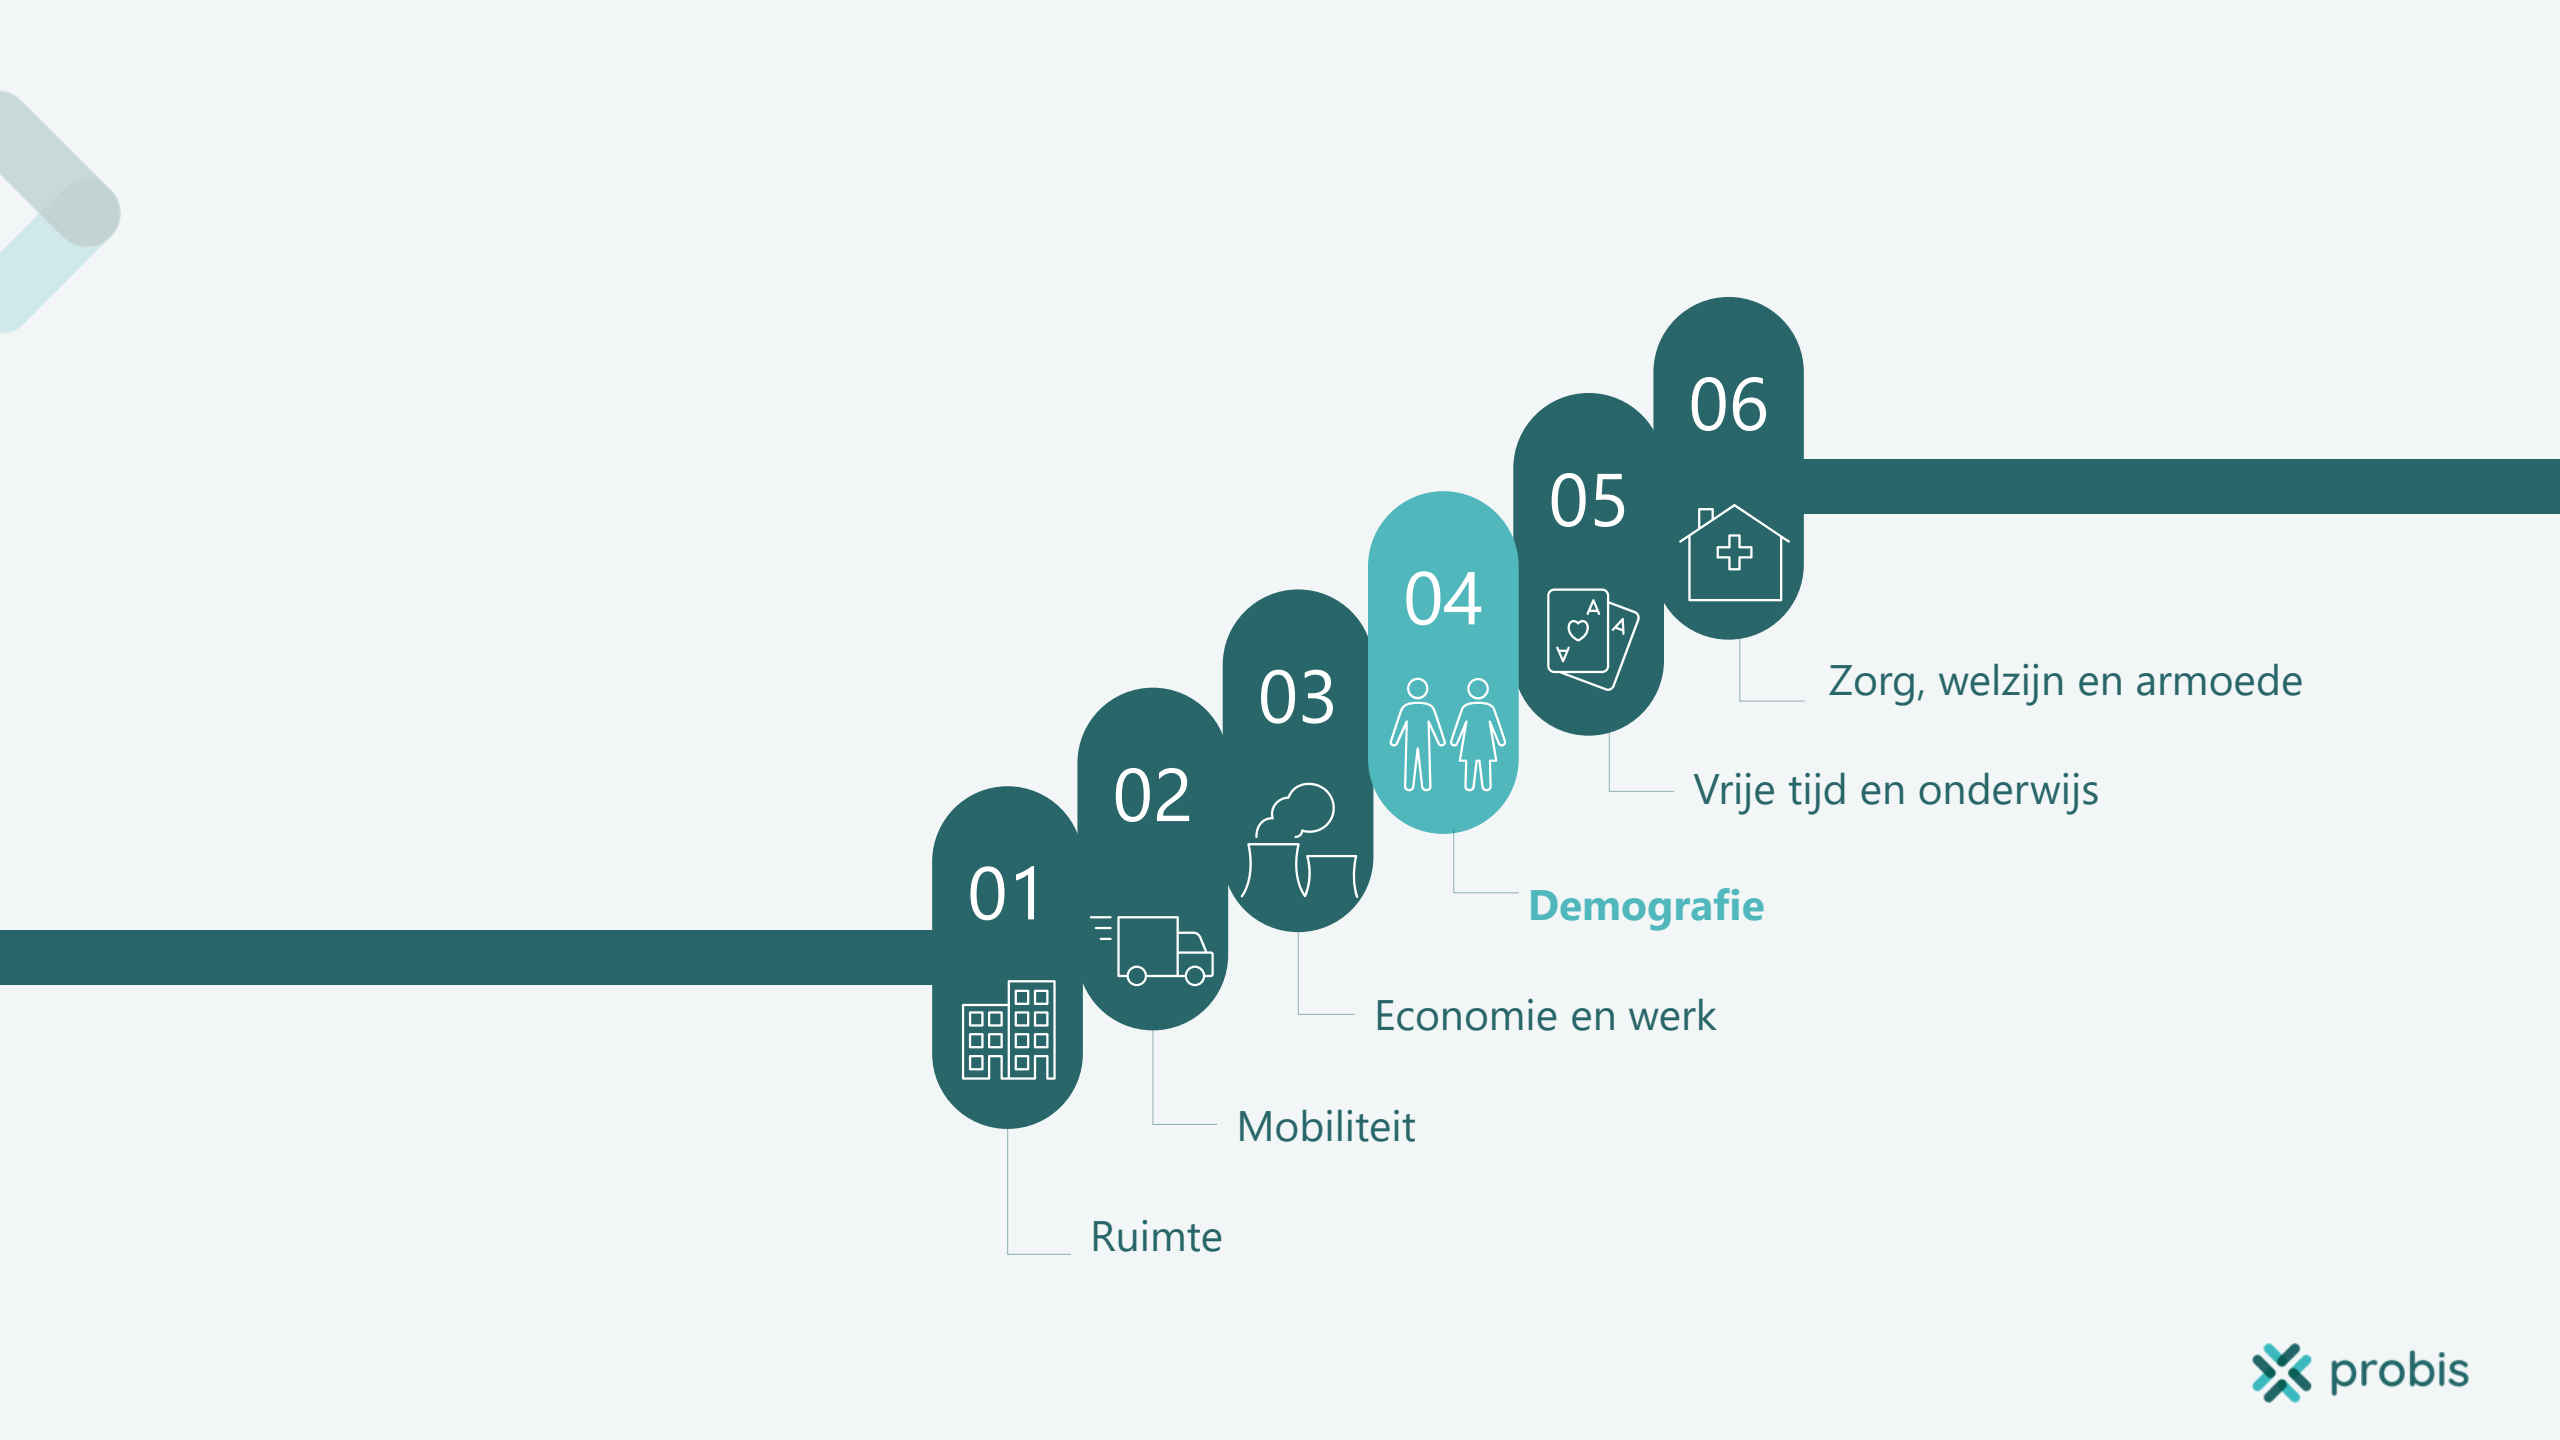 06
05
04
03
02
01
A
A
A
Zorg, welzijn en armoede
Vrije tijd en onderwijs
Demografie
Economie en werk
Mobiliteit
Ruimte
probis